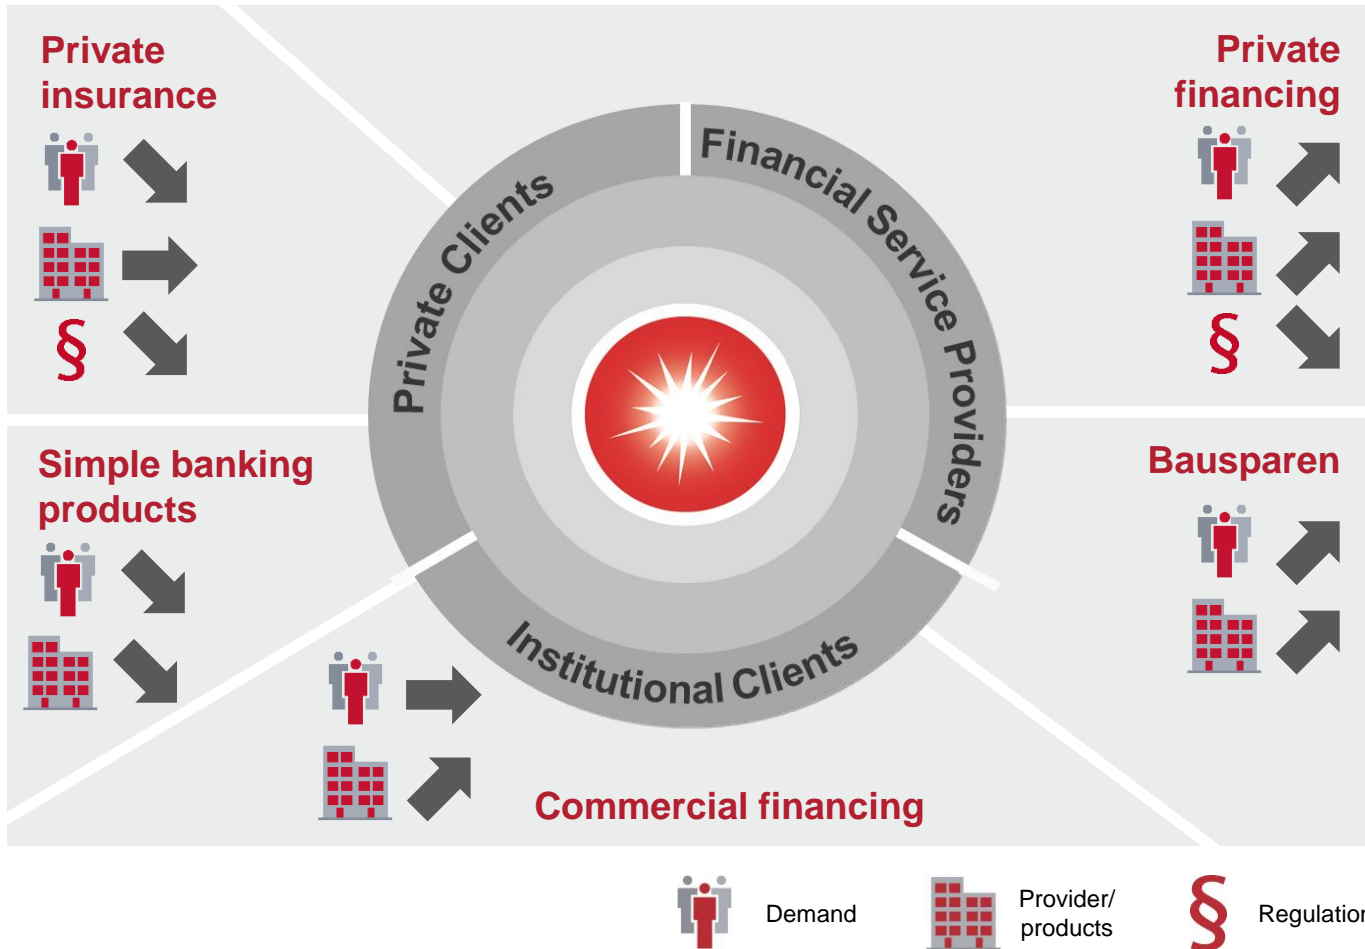 Private
insurance
§
Private
financing
§
Private Clients
Financial Service Providers
Institutional Clients
Simple banking
products
Bausparen
Commercial financing
Demand
Provider/
products
§
Regulation